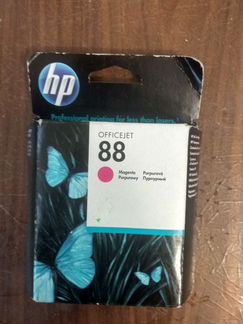 hp
Professional printing for less than lasers.*
OFFICEJET
88
Magenta Purpurová
Purpurowy Пурпурный